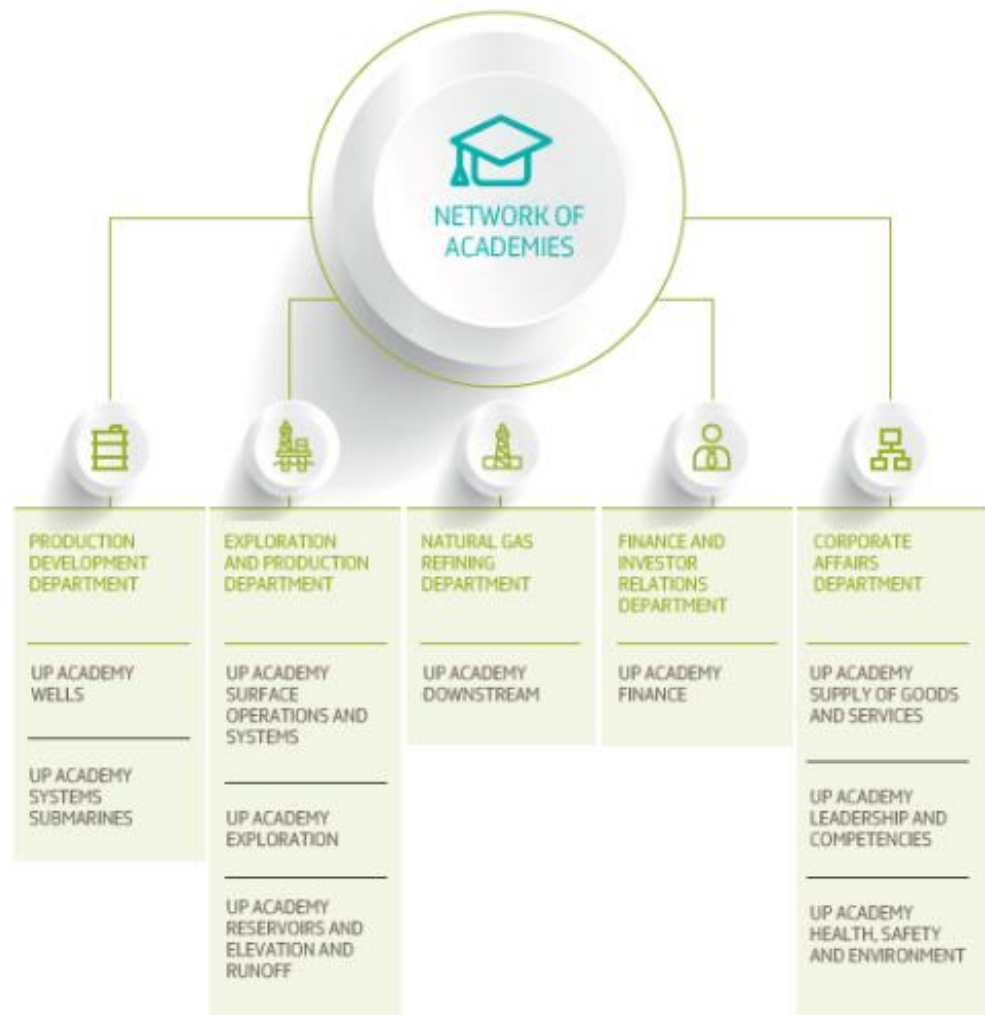 NETWORK OF
ACADEMIES
PRODUCTION
DEVELOPMENT
DEPARTMENT
UP ACADEMY
WELLS
UP ACADEMY
SYSTEMS
SUBMARINES
EXPLORATION
AND PRODUCTION
DEPARTMENT
UP ACADEMY
SURFACE
OPERATIONS AND
SYSTEMS
UP ACADEMY
EXPLORATION
UP ACADEMY
RESERVOIRS AND
ELEVATION AND
RUNOFF
NATURAL GAS
REFINING
DEPARTMENT
UP ACADEMY
DOWNSTREAM
FINANCE AND
INVESTOR
RELATIONS
DEPARTMENT
UP ACADEMY
FINANCE
CORPORATE
AFFAIRS
DEPARTMENT
UP ACADEMY
SUPPLY OF GOODS
AND SERVICES
UP ACADEMY
LEADERSHIP AND
COMPETENCIES
UP ACADEMY
HEALTH, SAFETY
AND ENVIRONMENT